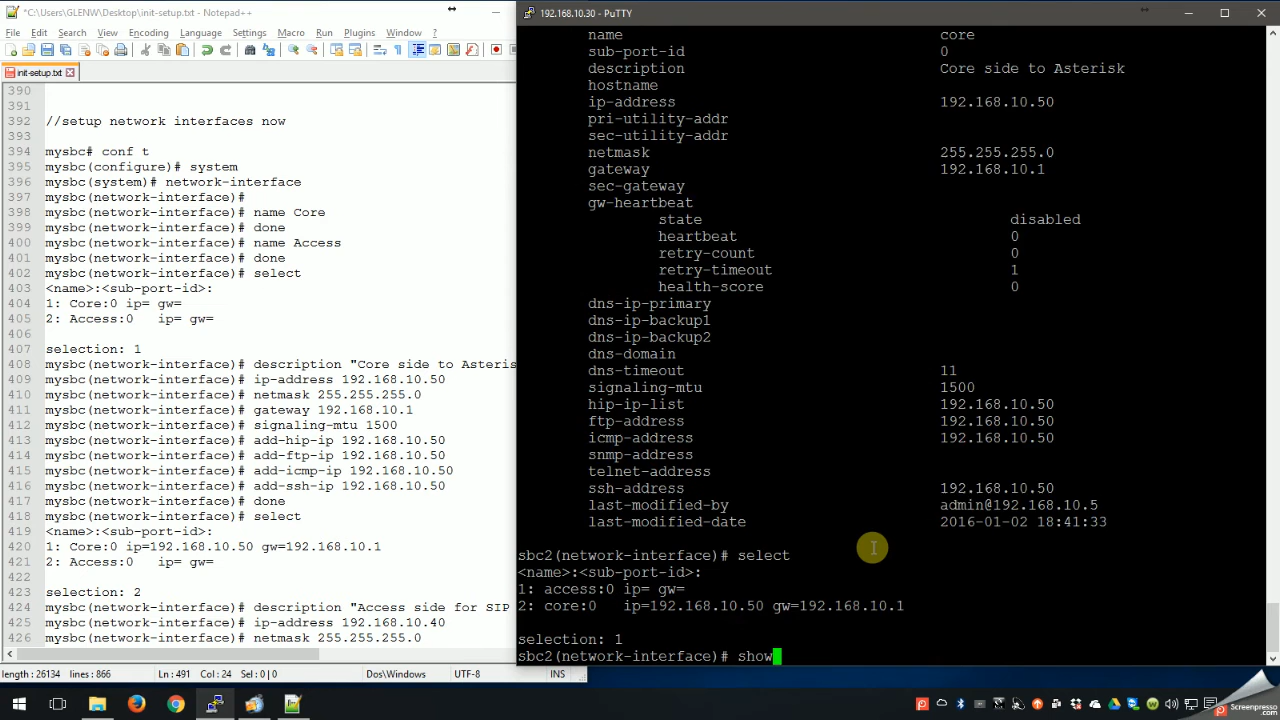 *C:\Users\GLENW\Desktop\init-setup.txt - Notepad++
File Edit Search View Encoding Language Settings Macro Run Plugins Window ?
init-setup.txt
390
391
392 //setup network interfaces now
393
394 mysbc# conf t
395 mysbc(configure)# system
396 mysbc(system)# network-interface
397 mysbc(network-interface)#
398 mysbc(network-interface)# name Core
399 mysbc(network-interface)# done
400 mysbc(network-interface)# name Access
401 mysbc(network-interface)# done
402 mysbc(network-interface)# select
403 <name>:<sub-port-id>:
404 1: Core:0 ip= gw=
405 2: Access:0 ip= gw=
406
407 selection: 1
408 mysbc(network-interface)# description "Core side to Asteris
409 mysbc(network-interface)# ip-address 192.168.10.50
410 mysbc(network-interface)# netmask 255.255.255.0
411 mysbc(network-interface)# gateway 192.168.10.1
412 mysbc(network-interface)# signaling-mtu 1500
413 mysbc(network-interface)# add-hip-ip 192.168.10.50
414 mysbc(network-interface)# add-ftp-ip 192.168.10.50
415 mysbc(network-interface)# add-icmp-ip 192.168.10.50
416 mysbc(network-interface)# add-ssh-ip 192.168.10.50
417 mysbc(network-interface)# done
418 mysbc(network-interface)# select
419 <name>:<sub-port-id>:
420 1: Core:0 ip=192.168.10.50 gw=192.168.10.1
421 2: Access:0 ip= gw=
422
423 selection: 2
424 mysbc(network-interface)# description "Access side for SIP
425 mysbc(network-interface)# ip-address 192.168.10.40
426 mysbc(network-interface)# netmask 255.255.255.0
length : 26134 lines : 866 Ln : 491 Col : 24 Sel : 0 | 0 Dos\Windows UTF-8 INS
192.168.10.30 - PuTTY
name core
sub-port-id 0
description Core side to Asterisk
hostname
ip-address 192.168.10.50
pri-utility-addr
sec-utility-addr
netmask 255.255.255.0
gateway 192.168.10.1
sec-gateway
gw-heartbeat
state disabled
heartbeat 0
retry-count 0
retry-timeout 1
health-score 0
dns-ip-primary
dns-ip-backup1
dns-ip-backup2
dns-domain
dns-timeout 11
signaling-mtu 1500
hip-ip-list 192.168.10.50
ftp-address 192.168.10.50
icmp-address 192.168.10.50
snmp-address
telnet-address
ssh-address 192.168.10.50
last-modified-by admin@192.168.10.5
last-modified-date 2016-01-02 18:41:33
sbc2(network-interface)# select
<name>:<sub-port-id>:
1: access:0 ip= gw=
2: core:0 ip=192.168.10.50 gw=192.168.10.1
selection: 1
sbc2(network-interface)# show
Screenpresso.com